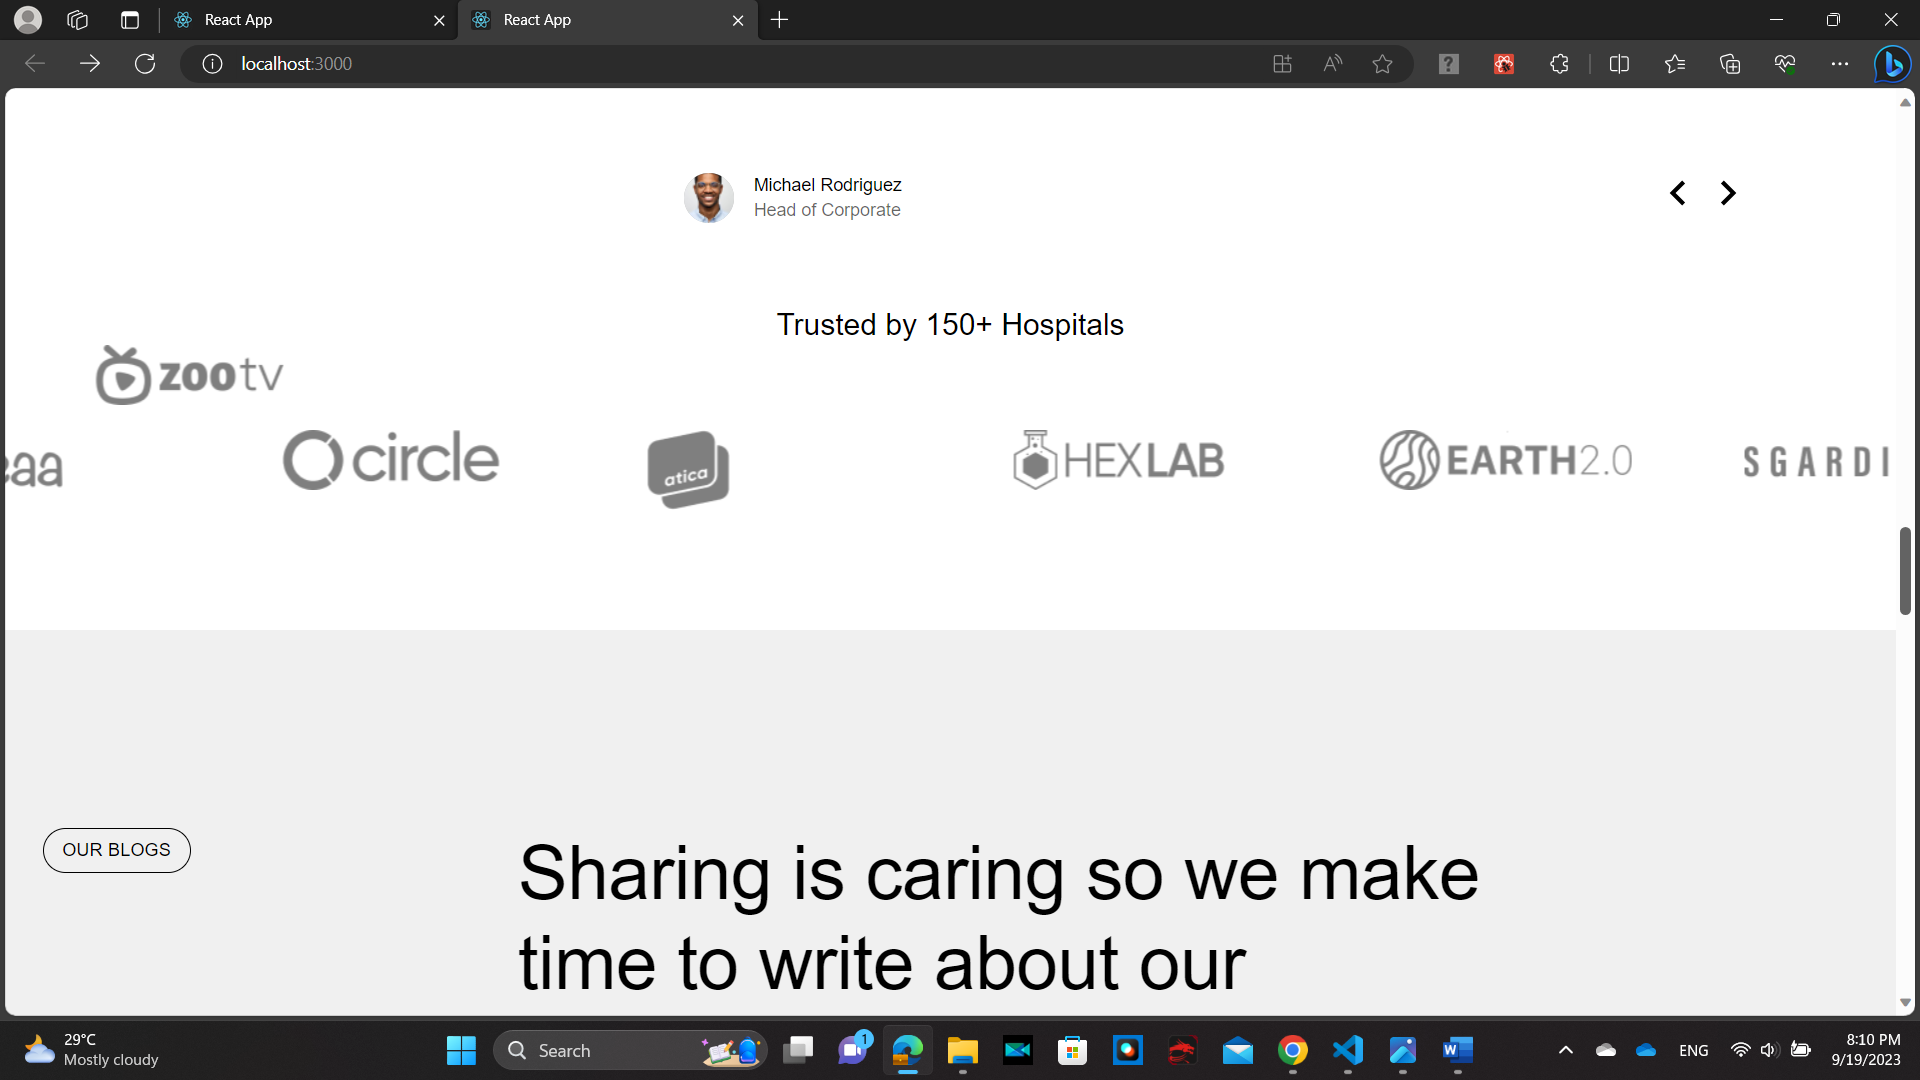 React App
React App
localhost:3000
Michael Rodriguez
Head of Corporate
Trusted by 150+ Hospitals
zootv
circle
atica
HEXLAB
EARTH2.0
OUR BLOGS
Sharing is caring so we make
time to write about our
29°C
Mostly cloudy
Search
1
ENG
8:10 PM
9/19/2023